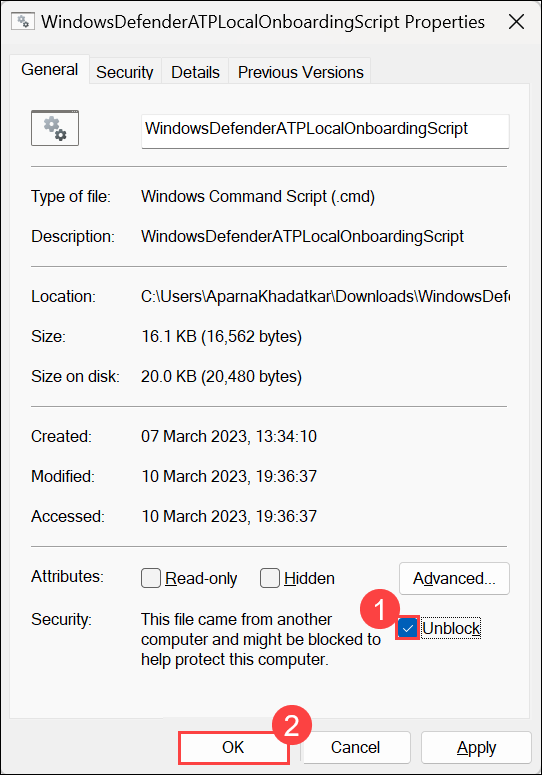 WindowsDefenderATPLocalOnboardingScript Properties
General Security Details Previous Versions
WindowsDefenderATPLocalOnboardingScript
Type of file: Windows Command Script (.cmd)
Description: WindowsDefenderATPLocalOnboardingScript
Location: C:\Users\AparnaKhadatkar\Downloads\WindowsDef
Size: 16.1 KB (16,562 bytes)
Size on disk: 20.0 KB (20,480 bytes)
Created: 07 March 2023, 13:34:10
Modified: 10 March 2023, 19:36:37
Accessed: 10 March 2023, 19:36:37
Attributes: Read-only Hidden Advanced...
Security: This file came from another
computer and might be blocked to
help protect this computer.
1
Unblock
2
OK Cancel Apply